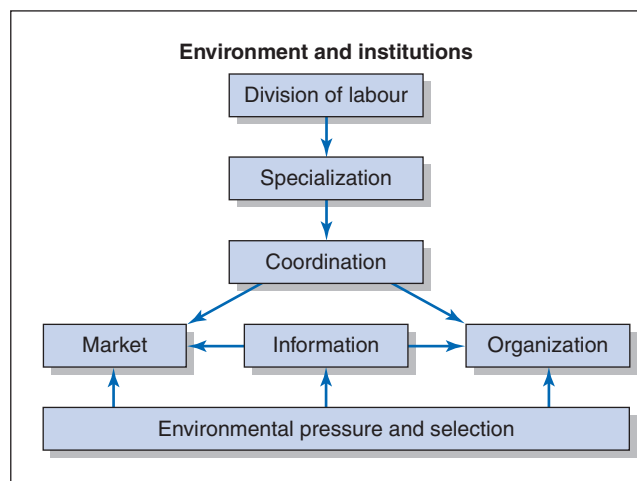 Environment and institutions
Division of labour
Specialization
Coordination
Market
Information
Organization
Environmental pressure and selection